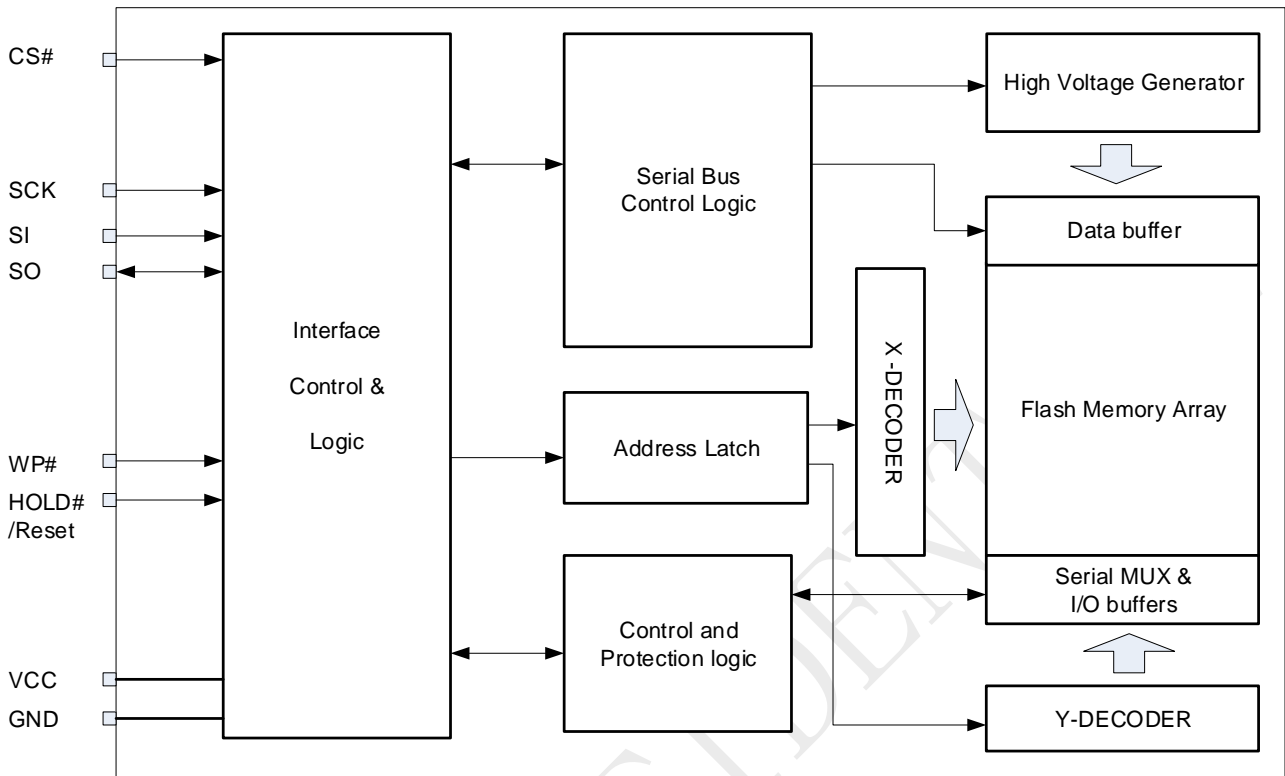 CS#
SCK
SI
SO
WP#
HOLD#
/Reset
VCC
GND
Interface
Control &
Logic
Serial Bus
Control Logic
Address Latch
Control and
Protection logic
X-DECODER
High Voltage Generator
Data buffer
Flash Memory Array
Serial MUX &
I/O buffers
Y-DECODER